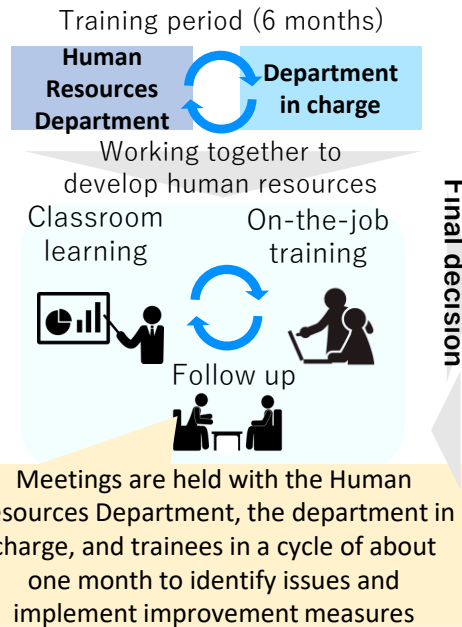 Training period (6 months)
Human
Resources
Department
Department
in charge
Working together to
develop human resources
Classroom
learning
On-the-job
training
Follow up
Final decision
Meetings are held with the Human
esources Department, the department in
charge, and trainees in a cycle of about
one month to identify issues and
implement improvement measures